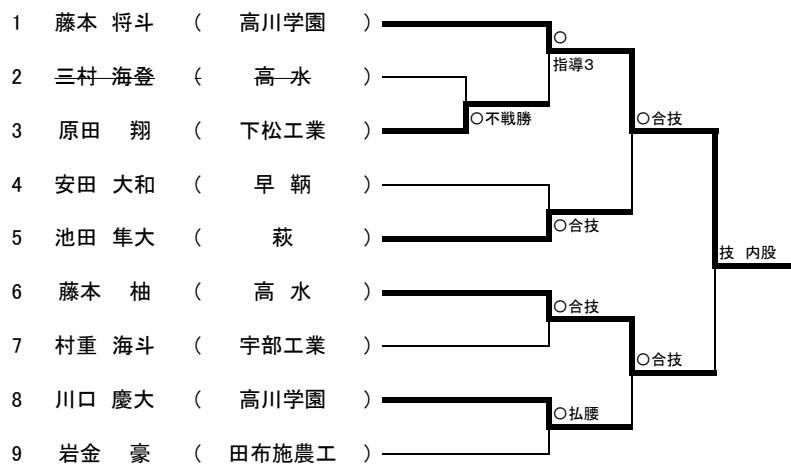 1 藤本 将斗 ( 高川学園 )
○
指導3
2 三村 海登 ( 高 水 )
○不戦勝
○合技
3 原田 翔 ( 下松工業 )
4 安田 大和 ( 早 鞆 )
○合技
5 池田 隼大 ( 萩 )
技 内股
6 藤本 柚 ( 高 水 )
○合技
7 村重 海斗 ( 宇部工業 )
○合技
8 川口 慶大 ( 高川学園 )
○払腰
9 岩金 豪 ( 田布施農工 )